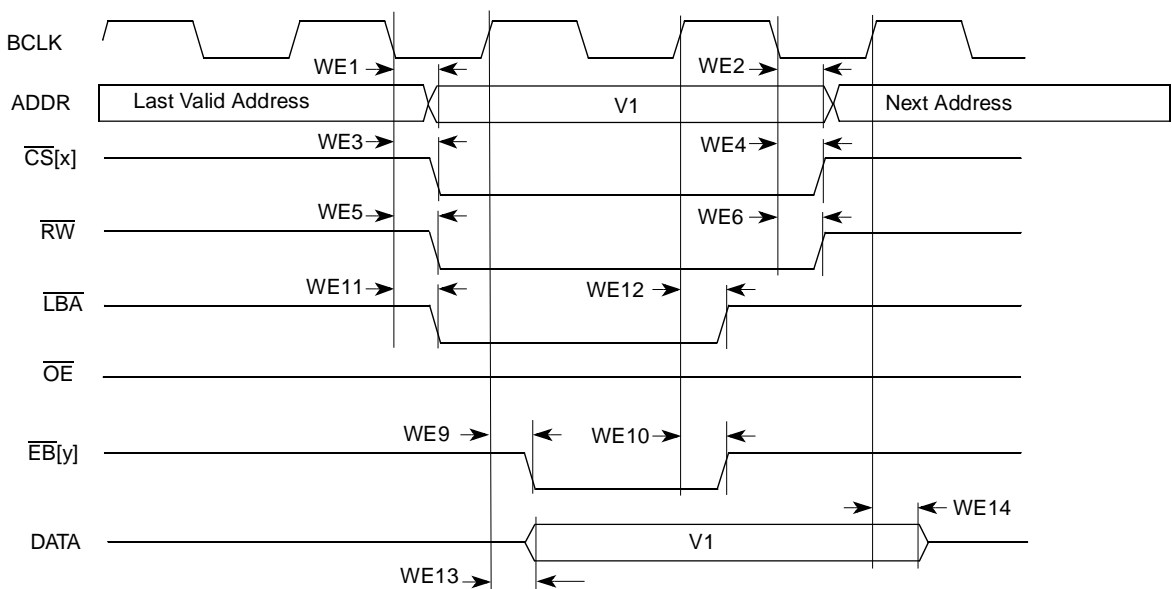 BCLK
WE1
WE2
ADDR
Last Valid Address
V1
Next Address
WE3
WE4
CS[x]
WE5
WE6
RW
WE11
WE12
LBA
OE
WE9
WE10
EB[y]
WE14
DATA
V1
WE13